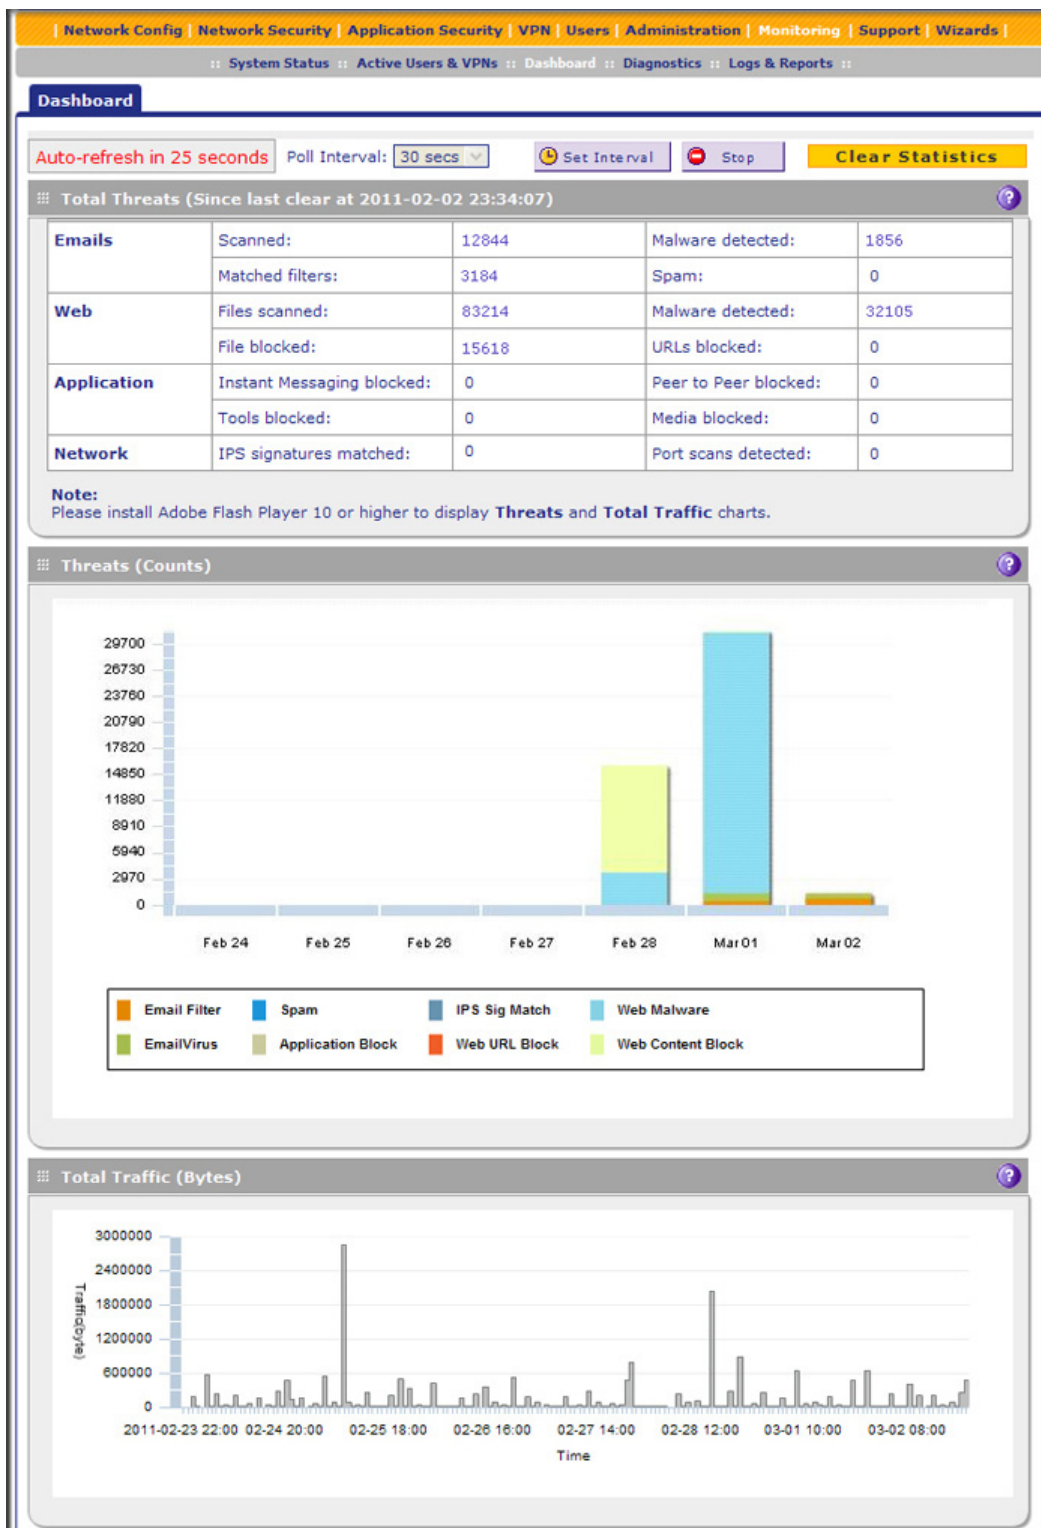 | Network Config | Network Security | Application Security | VPN | Users | Administration | Monitoring | Support | Wizards |
:: System Status :: Active Users & VPNs :: Dashboard :: Diagnostics :: Logs & Reports ::
Dashboard
Auto-refresh in 25 seconds Poll Interval: 30 secs Set Interval Stop Clear Statistics
Total Threats (Since last clear at 2011-02-02 23:34:07) ?
Emails Scanned: 12844 Malware detected: 1856
Matched filters: 3184 Spam: 0
Web Files scanned: 83214 Malware detected: 32105
File blocked: 15618 URLs blocked: 0
Application Instant Messaging blocked: 0 Peer to Peer blocked: 0
Tools blocked: 0 Media blocked: 0
Network IPS signatures matched: 0 Port scans detected: 0
Note:
Please install Adobe Flash Player 10 or higher to display Threats and Total Traffic charts.
Threats (Counts) ?
29700
26730
23760
20790
17820
14850
11880
8910
5940
2970
0
Feb 24 Feb 25 Feb 26 Feb 27 Feb 28 Mar 01 Mar 02
Email Filter Spam IPS Sig Match Web Malware
EmailVirus Application Block Web URL Block Web Content Block
Total Traffic (Bytes) ?
3000000
2400000
1800000
1200000
600000
0
Traffic(byte)
2011-02-23 22:00 02-24 20:00 02-25 18:00 02-26 16:00 02-27 14:00 02-28 12:00 03-01 10:00 03-02 08:00
Time